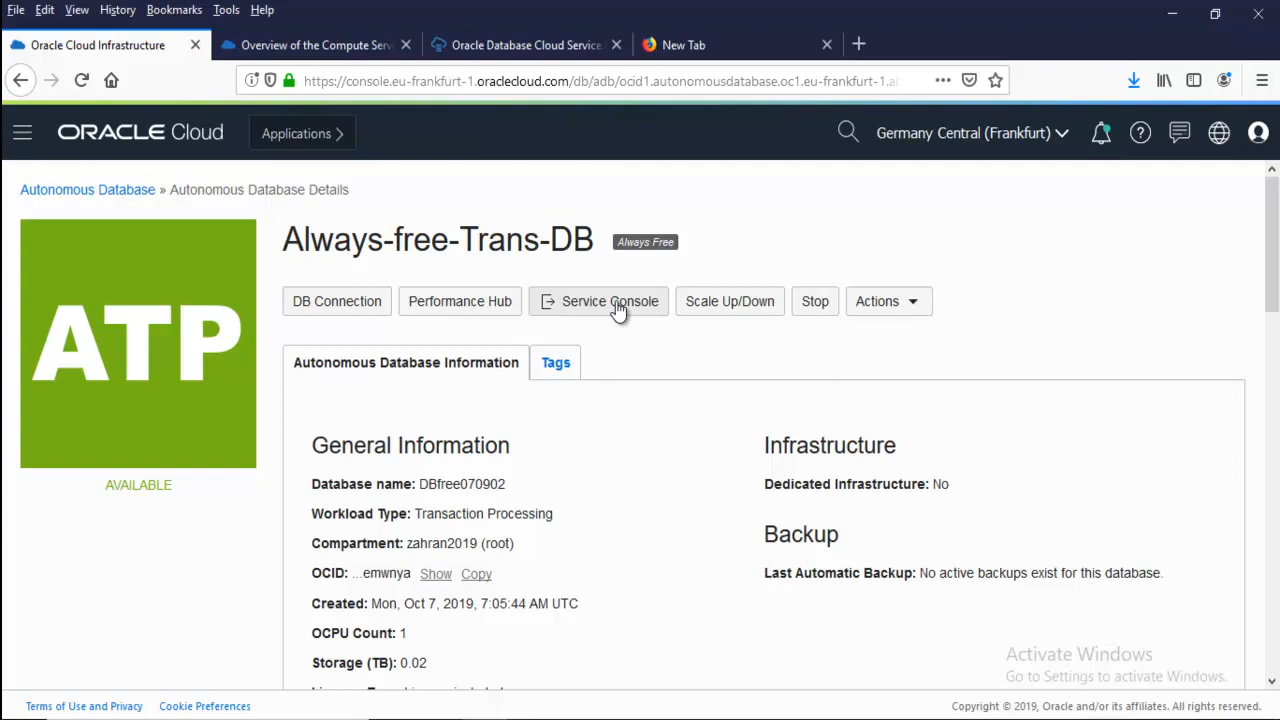 File Edit View History Bookmarks Tools Help
Oracle Cloud Infrastructure
Overview of the Compute Serv
Oracle Database Cloud Service
New Tab
https://console.eu-frankfurt-1.oraclecloud.com/db/adb/ocid1.autonomousdatabase.oc1.eu-frankfurt-1.a
ORACLE Cloud
Applications
Germany Central (Frankfurt)
Autonomous Database » Autonomous Database Details
ATP
AVAILABLE
Always-free-Trans-DB
Always Free
DB Connection
Performance Hub
Service Console
Scale Up/Down
Stop
Actions
Autonomous Database Information
Tags
General Information
Database name: DBfree070902
Workload Type: Transaction Processing
Compartment: zahran2019 (root)
OCID: ...emwnya Show Copy
Created: Mon, Oct 7, 2019, 7:05:44 AM UTC
OCPU Count: 1
Storage (TB): 0.02
Infrastructure
Dedicated Infrastructure: No
Backup
Last Automatic Backup: No active backups exist for this database.
Activate Windows
Go to Settings to activate Windows.
Terms of Use and Privacy
Cookie Preferences
Copyright © 2019, Oracle and/or its affiliates. All rights reserved.